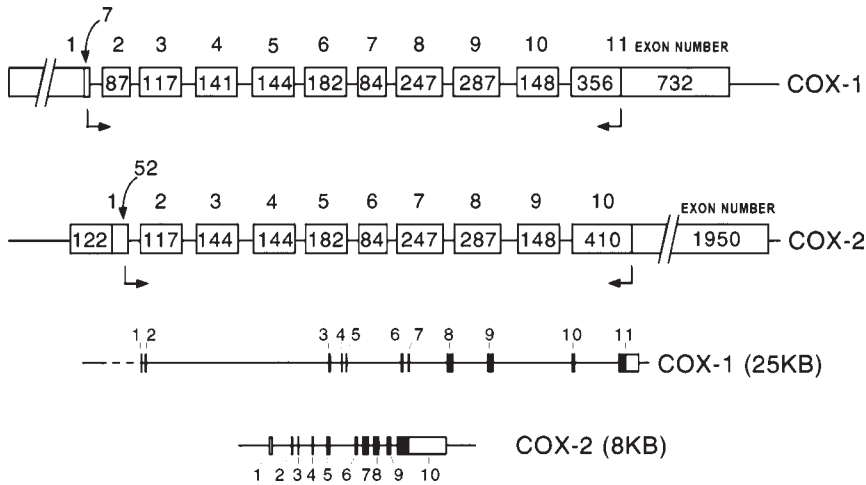 7
1 2 3 4 5 6 7 8 9 10 11 EXON NUMBER
87 117 141 144 182 84 247 287 148 356 732 COX-1
52
1 2 3 4 5 6 7 8 9 10 EXON NUMBER
122 117 144 144 182 84 247 287 148 410 1950 COX-2
1 2 3 4 5 6 7 8 9 10 11
COX-1 (25KB)
COX-2 (8KB)
1 2 3 4 5 6 7 8 9 10